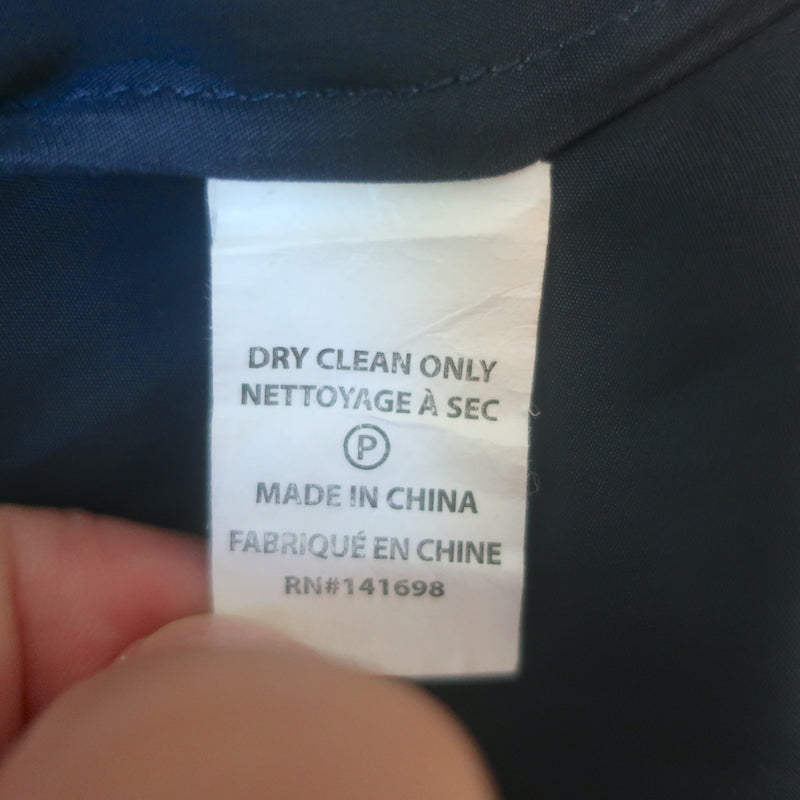 DRY CLEAN ONLY
NETTOYAGE À SEC
P
MADE IN CHINA
FABRIQUÉ EN CHINE
RN#141698